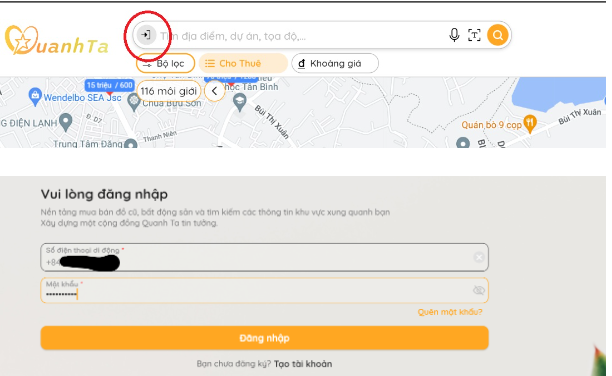 QuanhTa
Tìm địa điểm, dự án, tọa độ,...
Bộ lọc
Cho Thuê
đ Khoảng giá
15 triệu / 600
116 môi giới
học Tân Bình
Wendelbo SEA Jsc
Chùa Bửu Sơn
G ĐIỆN LẠNH
Đ. D7
Thanh Niên
Trung Tâm Đăng
Bùi Thị Xuân
Quán bò 9 cọp
Bùi Thị Xuân
Vui lòng đăng nhập
Nền tảng mua bán đồ cũ, bất động sản và tìm kiếm các thông tin khu vực xung quanh bạn
Xây dựng một cộng đồng Quanh Ta tin tưởng.
Số điện thoại di động *
+84
Mật khẩu *
Quên mật khẩu?
Đăng nhập
Bạn chưa đăng ký? Tạo tài khoản